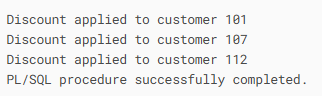 Discount applied to customer 101
Discount applied to customer 107
Discount applied to customer 112
PL/SQL procedure successfully completed.